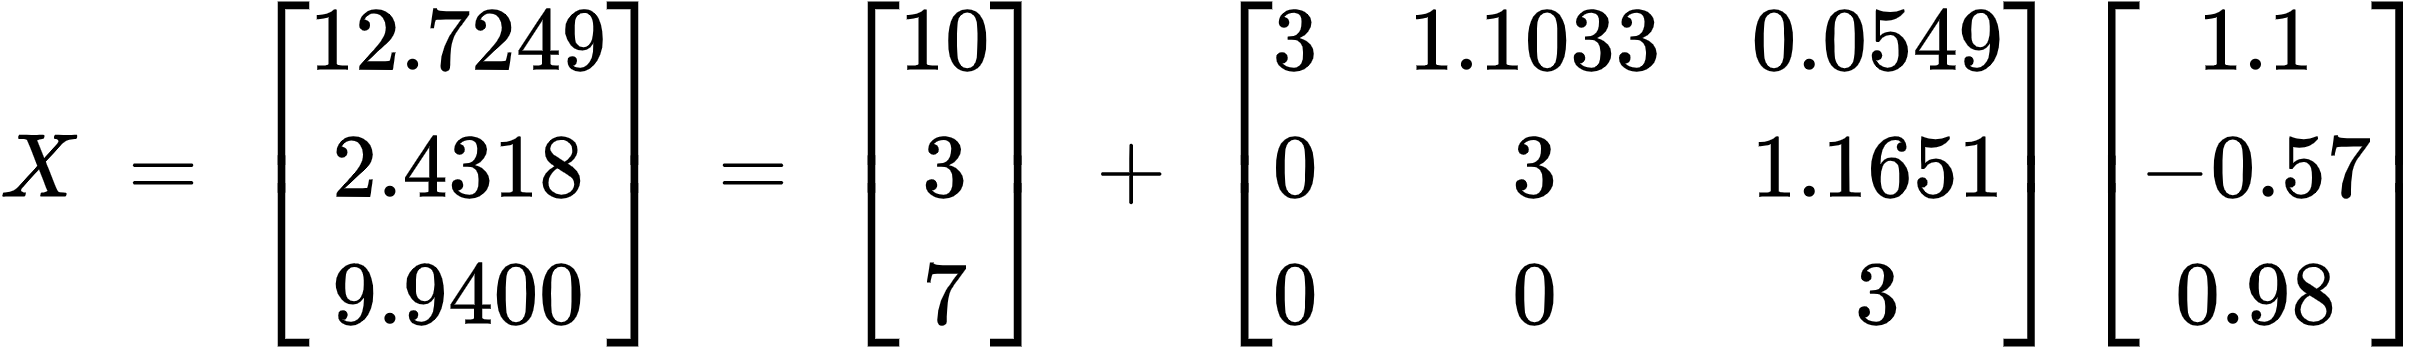 X = [12.7249 2.4318 9.9400] = [10 3 7] + [3 1.1033 0.0549 0 3 1.1651 0 0 3] [1.1 −0.57 0.98]